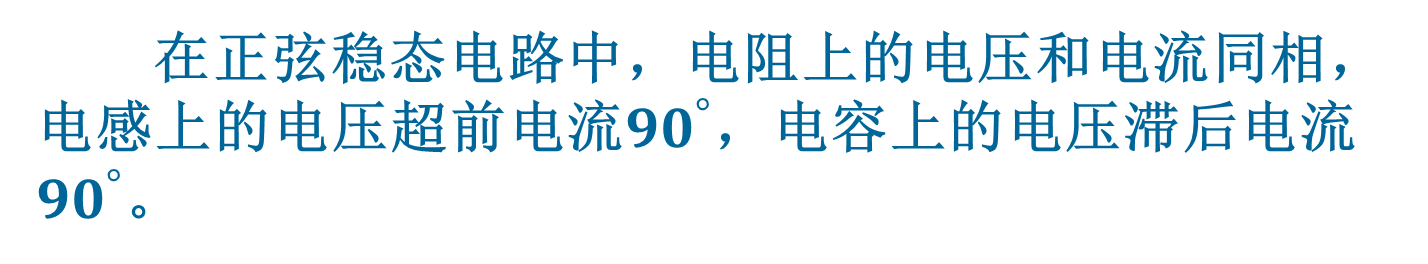 在正弦稳态电路中，电阻上的电压和电流同相，
电感上的电压超前电流90°，电容上的电压滞后电流
90°。